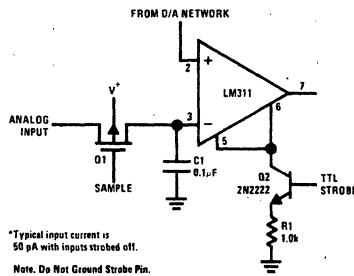 FROM D/A NETWORK
2
+
LM311
7
6
V+
ANALOG
INPUT
3
−
5
Q1
C1
0.1μF
Q2
2N2222
TTL
STROBE
SAMPLE
R1
1.0k
*Typical input current is
50 pA with inputs strobed off.
Note. Do Not Ground Strobe Pin.